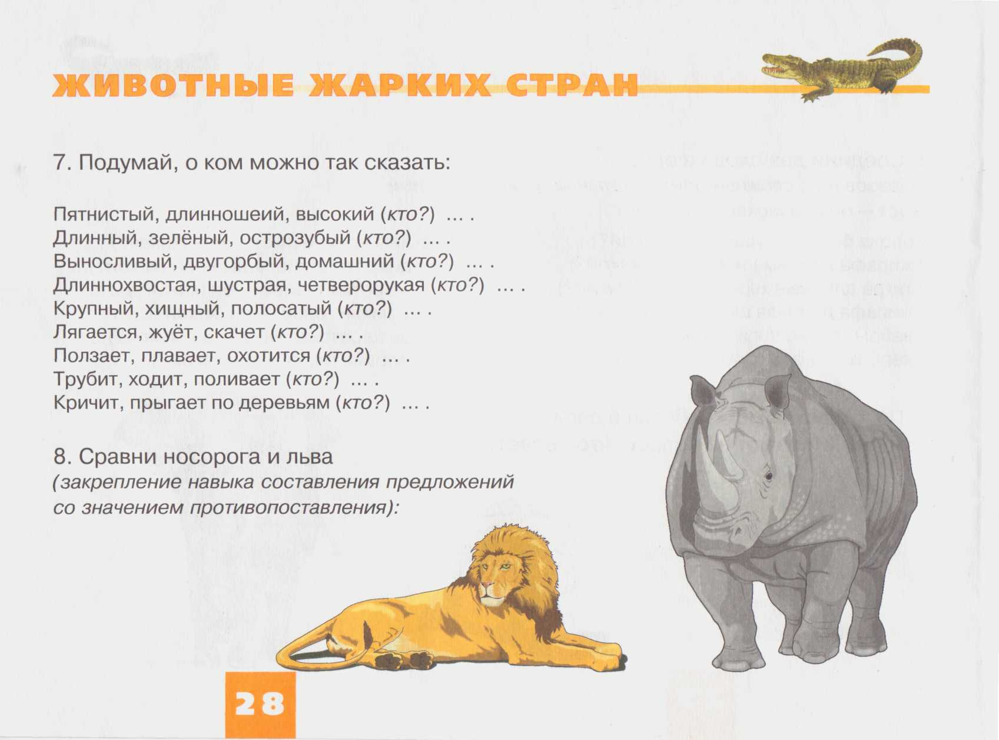 ЖИВОТНЫЕ ЖАРКИХ СТРАН
7. Подумай, о ком можно так сказать:
Пятнистый, длинношеий, высокий (кто?) ... .
Длинный, зелёный, острозубый (кто?) ... .
Выносливый, двугорбый, домашний (кто?) ... .
Длиннохвостая, шустрая, четверорукая (кто?) ... .
Крупный, хищный, полосатый (кто?) ... .
Лягается, жуёт, скачет (кто?) ... .
Ползает, плавает, охотится (кто?) ... .
Трубит, ходит, поливает (кто?) ... .
Кричит, прыгает по деревьям (кто?) ... .
8. Сравни носорога и льва
(закрепление навыка составления предложений
со значением противопоставления):
28